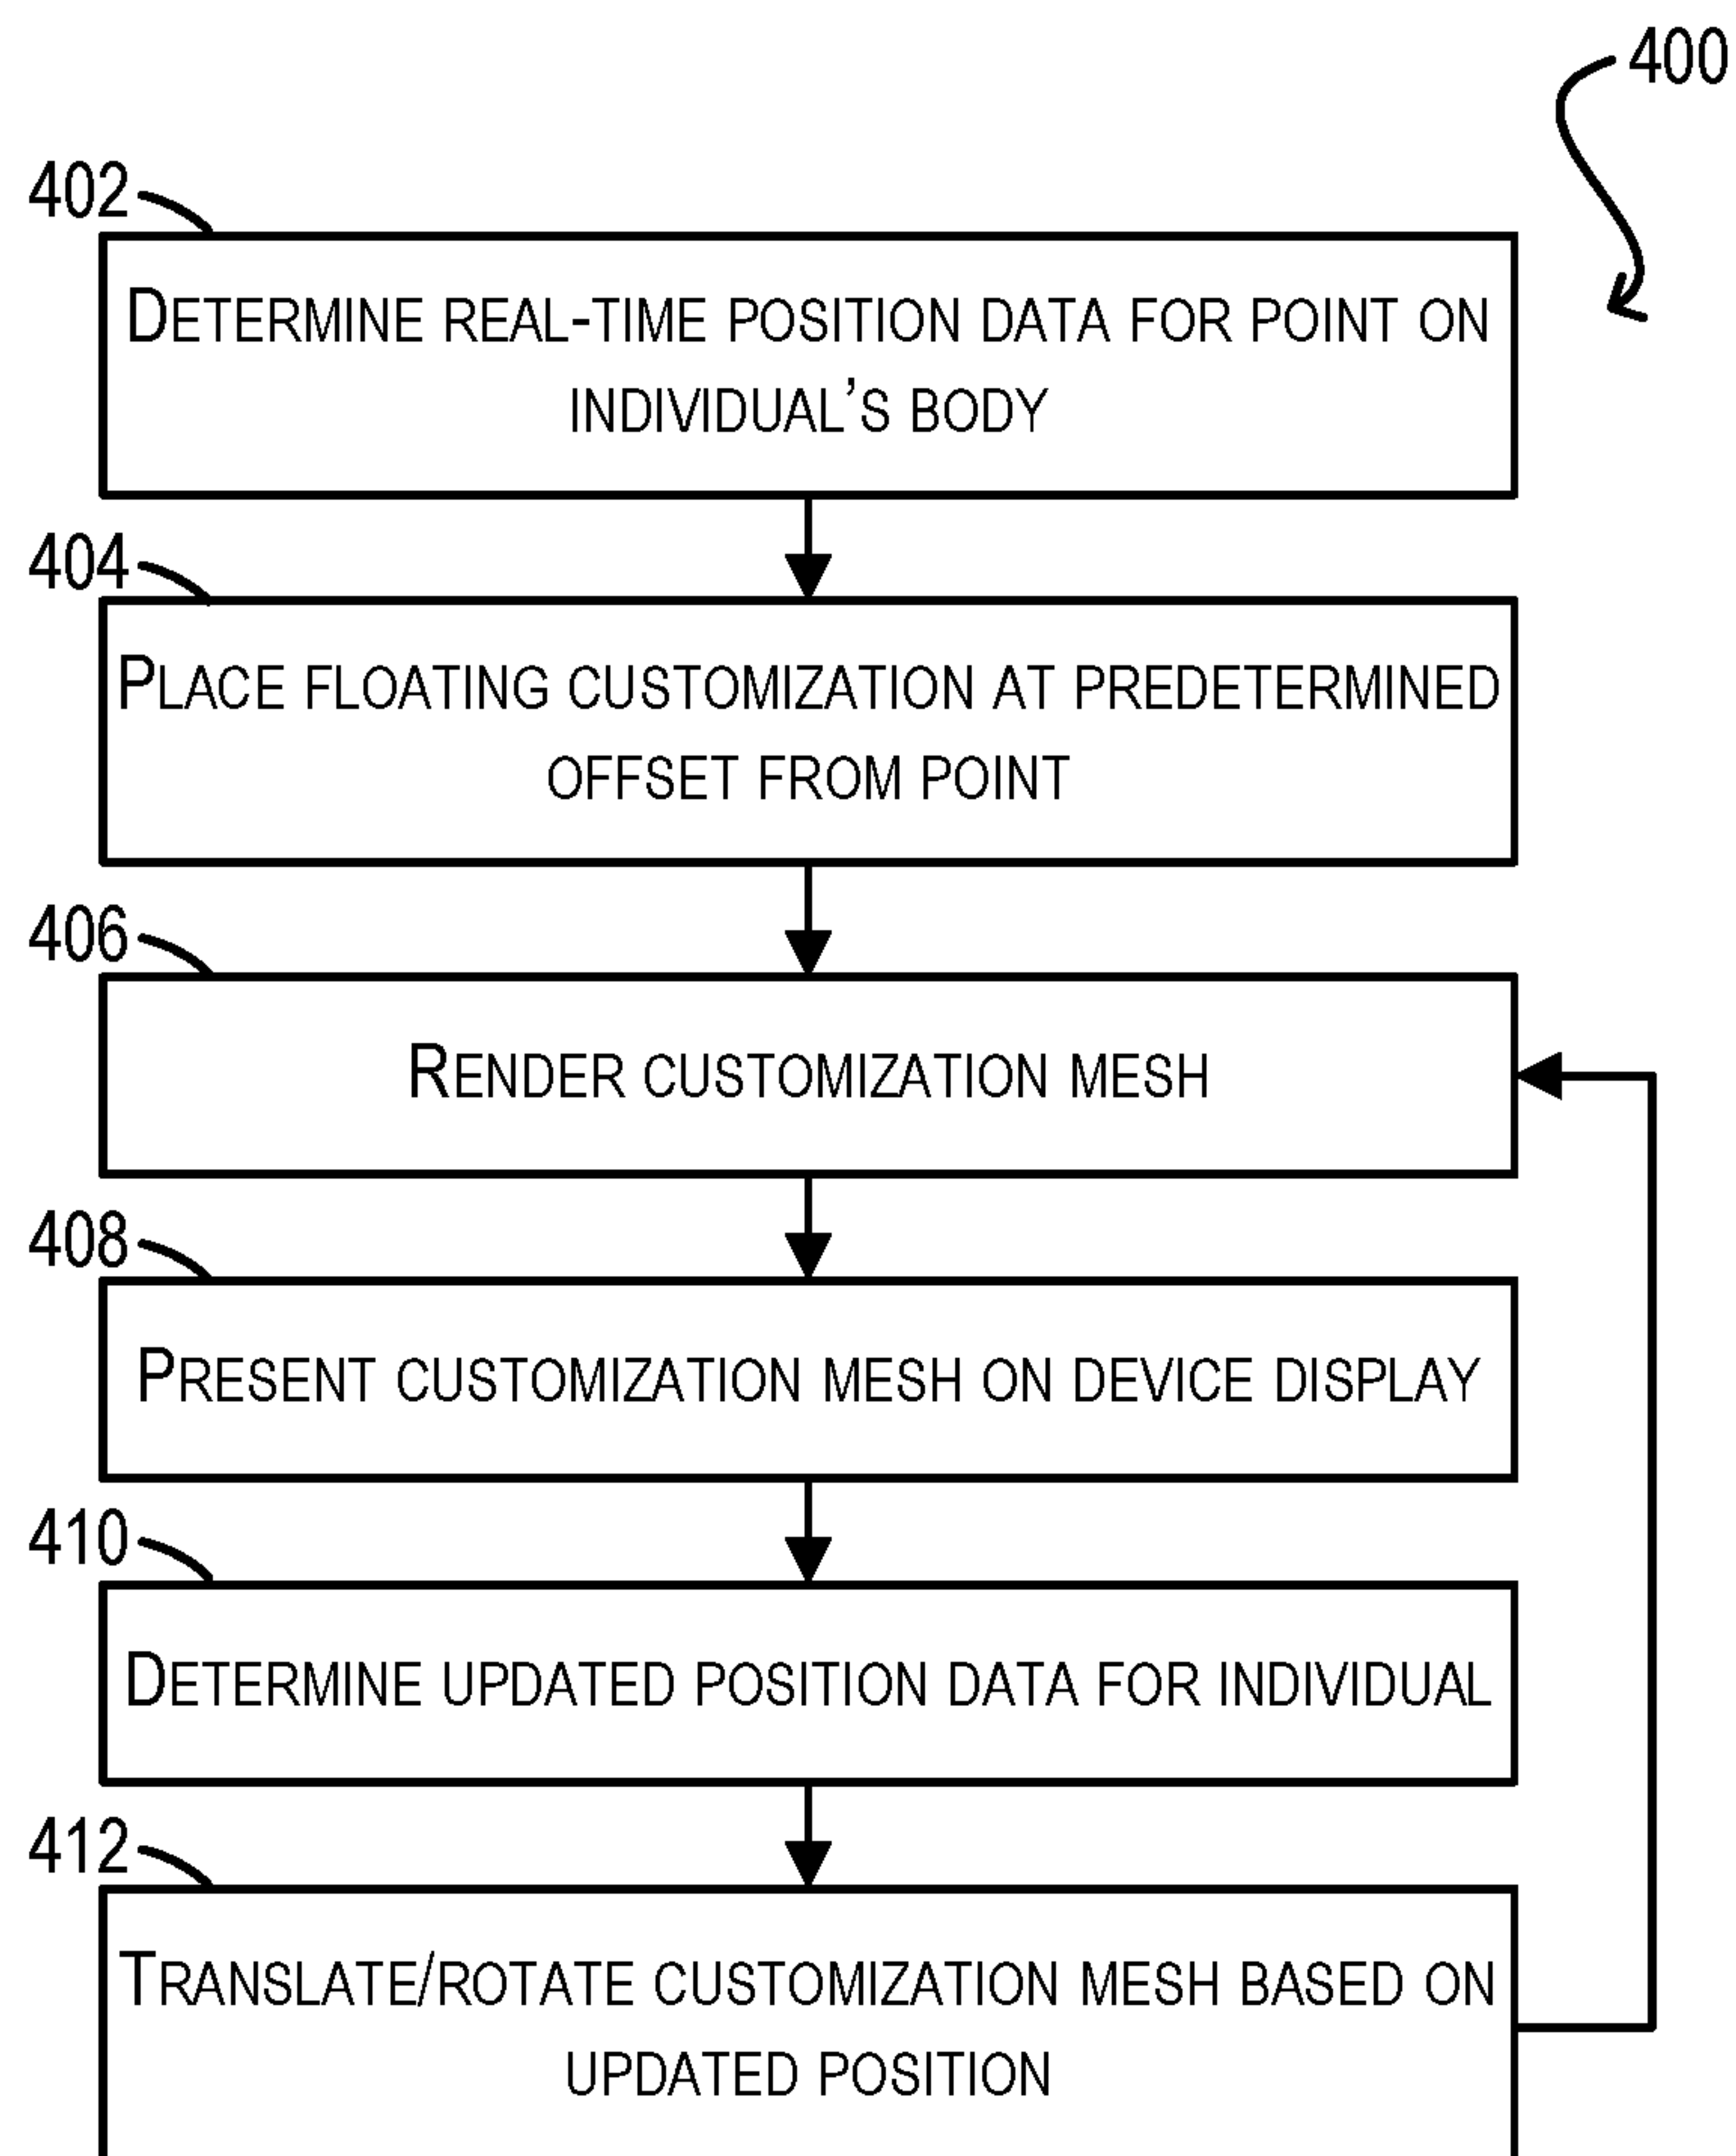 400
402
DETERMINE REAL-TIME POSITION DATA FOR POINT ON
INDIVIDUAL'S BODY
404
PLACE FLOATING CUSTOMIZATION AT PREDETERMINED
OFFSET FROM POINT
406
RENDER CUSTOMIZATION MESH
408
PRESENT CUSTOMIZATION MESH ON DEVICE DISPLAY
410
DETERMINE UPDATED POSITION DATA FOR INDIVIDUAL
412
TRANSLATE/ROTATE CUSTOMIZATION MESH BASED ON
UPDATED POSITION